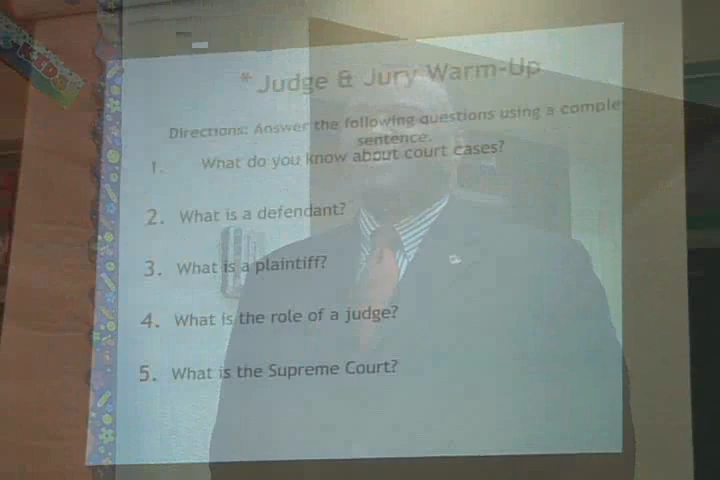 KIDS
* Judge & Jury Warm-Up
Directions: Answer the following questions using a comple
sentence.
1. What do you know about court cases?
2. What is a defendant?
3. What is a plaintiff?
4. What is the role of a judge?
5. What is the Supreme Court?